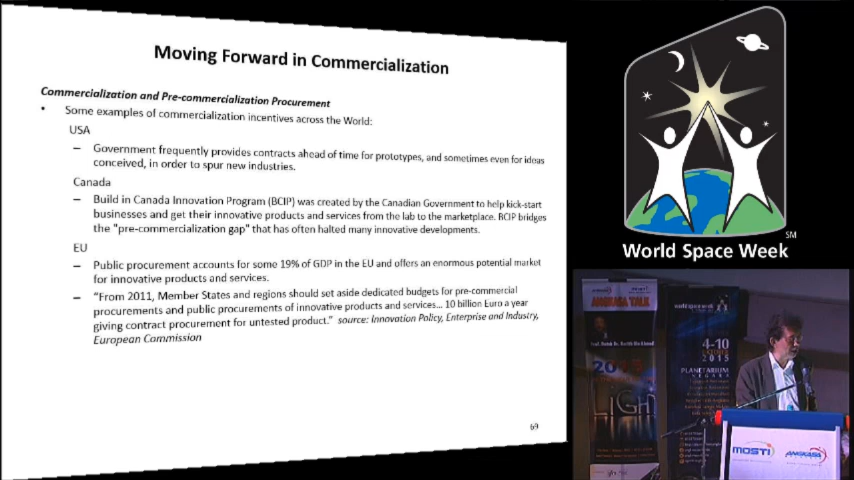 Moving Forward in Commercialization
Commercialization and Pre-commercialization Procurement
• Some examples of commercialization incentives across the World:
USA
– Government frequently provides contracts ahead of time for prototypes, and sometimes even for ideas
conceived, in order to spur new industries.
Canada
– Build in Canada Innovation Program (BCIP) was created by the Canadian Government to help kick-start
businesses and get their innovative products and services from the lab to the marketplace. BCIP bridges
the "pre-commercialization gap" that has often halted many innovative developments.
EU
– Public procurement accounts for some 19% of GDP in the EU and offers an enormous potential market
for innovative products and services.
– "From 2011, Member States and regions should set aside dedicated budgets for pre-commercial
procurements and public procurements of innovative products and services... 10 billion Euro a year
giving contract procurement for untested product." source: Innovation Policy, Enterprise and Industry,
European Commission
69
SM
World Space Week
ANGKASA TALK
2015
LIGHT
world space week
4-10
2015
PLANETARIUM
NEGARA
MOSTI
ANGKASA